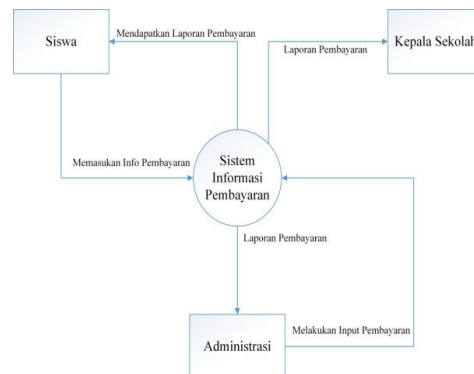 Siswa
Mendapatkan Laporan Pembayaran
Laporan Pembayaran
Kepala Sekolah
Memasukan Info Pembayaran
Sistem
Informasi
Pembayaran
Laporan Pembayaran
Administrasi
Melakukan Input Pembayaran